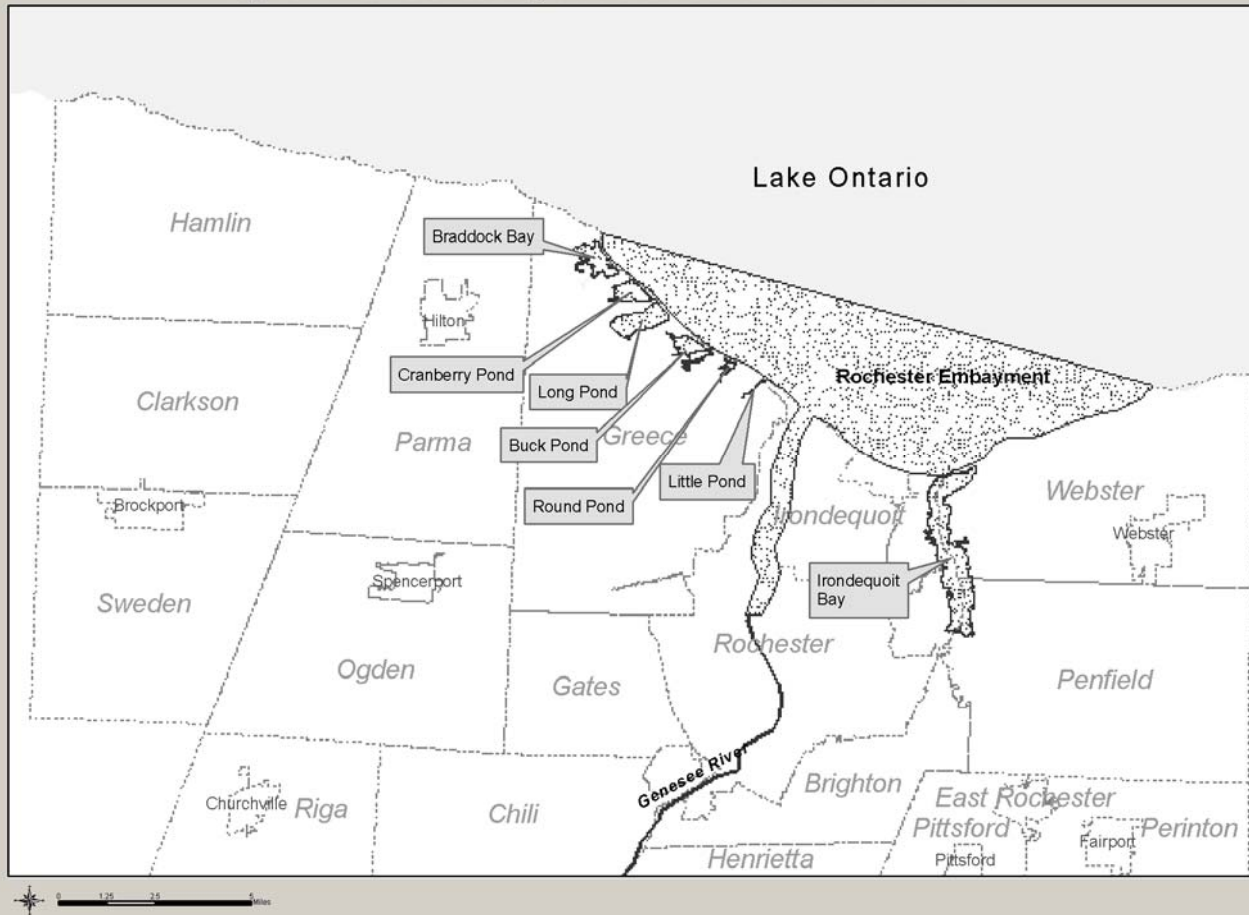 Lake Ontario
Hamlin
Braddock Bay
Hilton
Cranberry Pond
Long Pond
Rochester Embayment
Clarkson
Parma
Buck Pond
Greece
Little Pond
Round Pond
Brockport
Irondequoit
Webster
Webster
Spencerport
Irondequoit
Bay
Sweden
Rochester
Ogden
Gates
Penfield
Genesee River
Churchville
Riga
Chili
Brighton
East Rochester
Pittsford
Perinton
Fairport
Henrietta
Pittsford
0 1.25 2.5 5
Miles